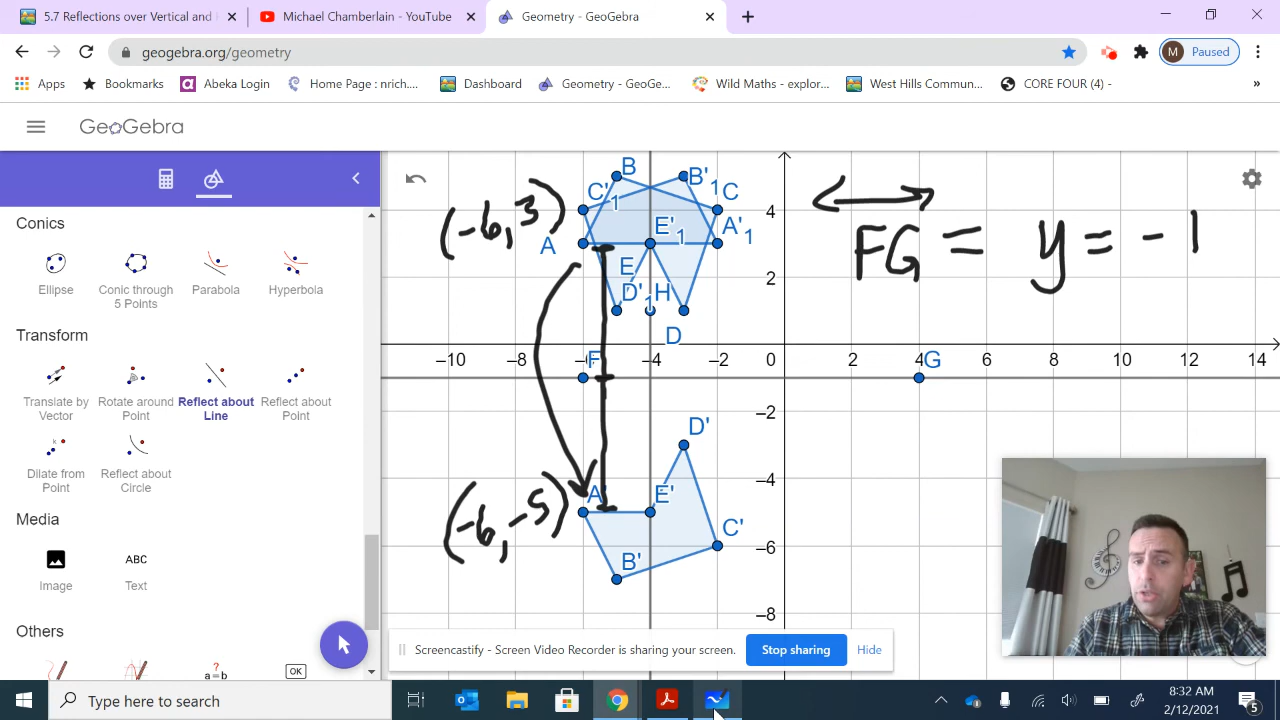 5.7 Reflections over Vertical and
Michael Chamberlain - YouTube
Geometry - GeoGebra
geogebra.org/geometry
M Paused
Apps Bookmarks Abeka Login Home Page : nrich.... Dashboard Geometry - GeoGe... Wild Maths - explor... West Hills Commun... CORE FOUR (4) - »
GeoGebra
Conics
Ellipse
Conic through 5 Points
Parabola
Hyperbola
Transform
Translate by Vector
Rotate around Point
Reflect about Line
Reflect about Point
Dilate from Point
Reflect about Circle
Media
Image
ABC
Text
Others
a=b
OK
B B'1
C'1 C
(-6, 3)
A E'1 A'1
E
D'1 H
D
FG = y = -1
4
2
-10 -8 -6 -4 -2 0 2 4 6 8 10 12 14
F G
-2
D'
-4
A' E'
(-6, -5)
C'
-6
B'
-8
Screencastify - Screen Video Recorder is sharing your screen. Stop sharing Hide
Type here to search
8:32 AM
2/12/2021
5